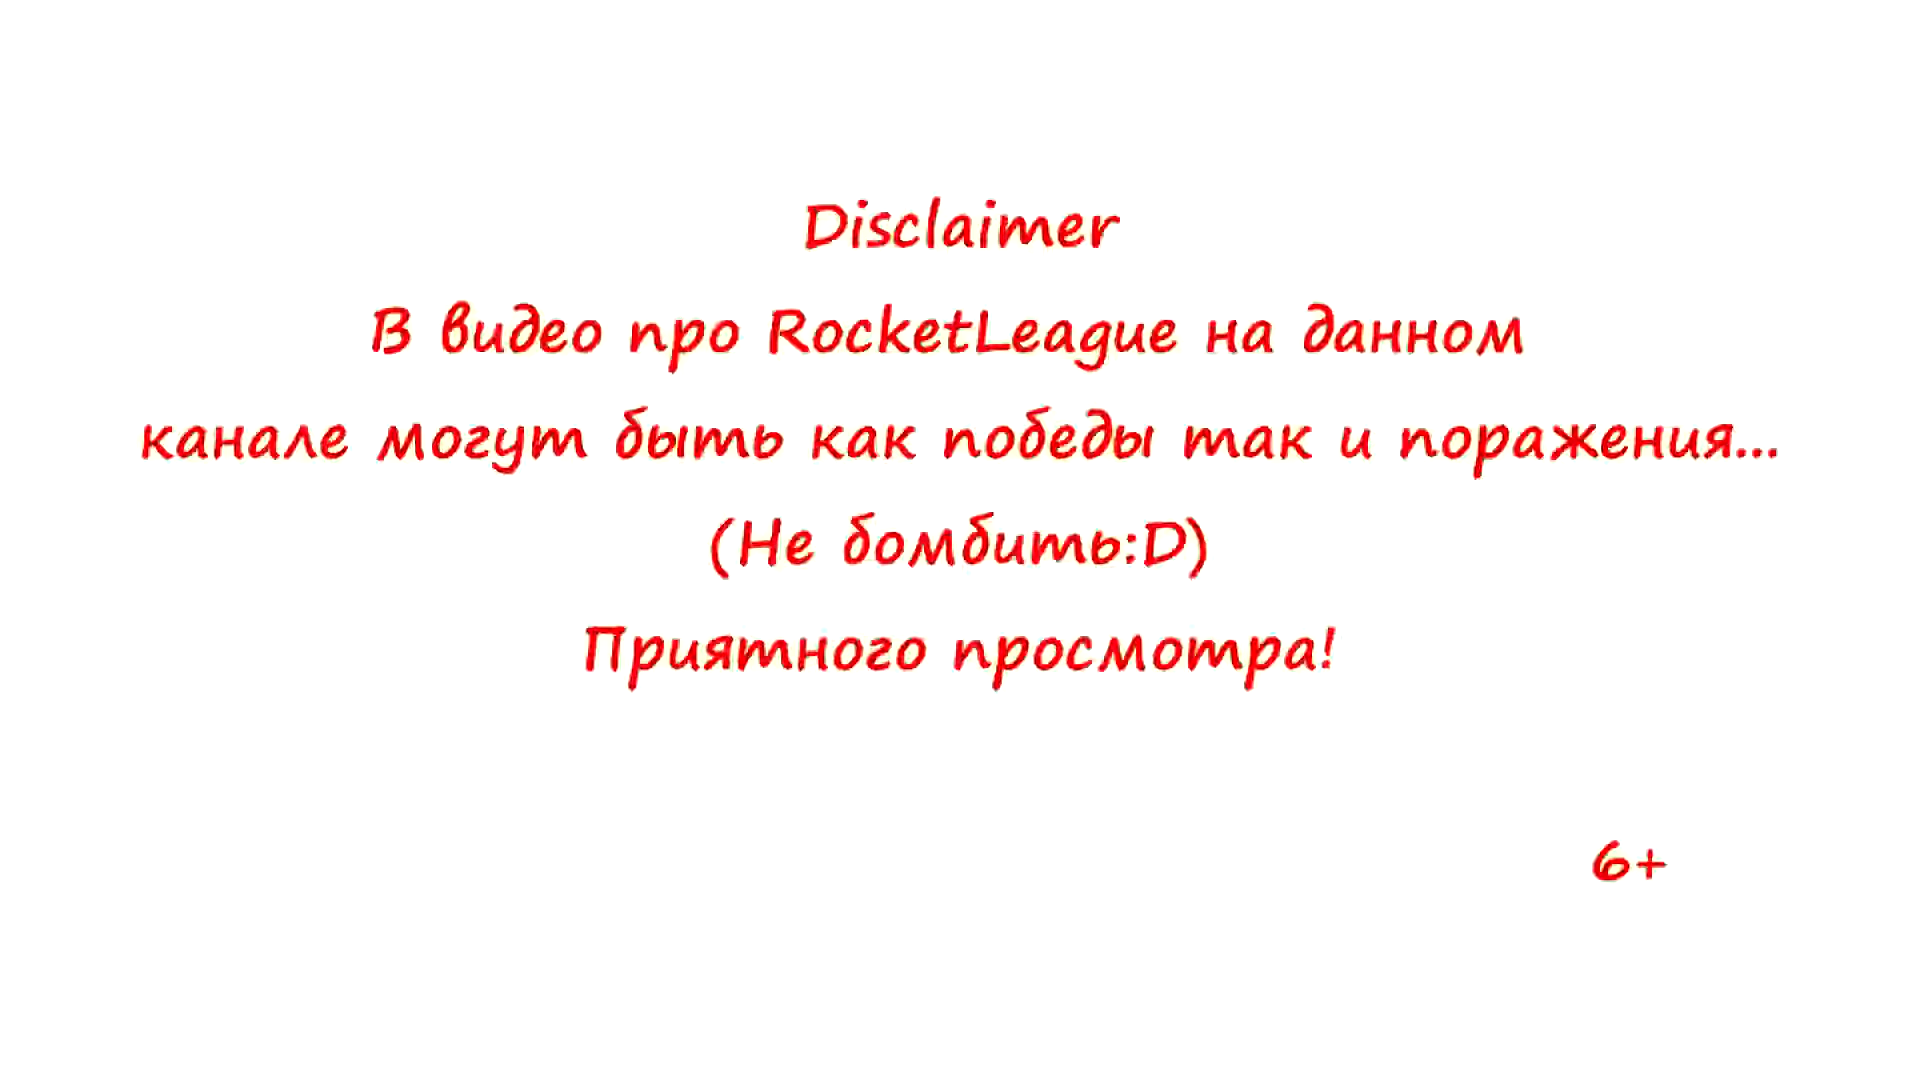 Disclaimer
В видео про RocketLeague на данном
канале могут быть как победы так и поражения...
(Не бомбить:D)
Приятного просмотра!
6+